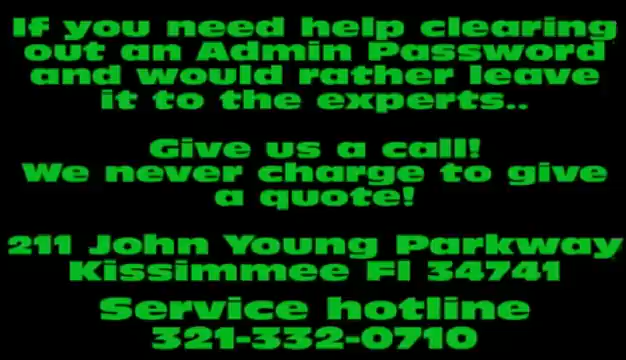 If you need help clearing
out an Admin Password
and would rather leave
it to the experts..
Give us a call!
We never charge to give
a quote!
211 John Young Parkway
Kissimmee Fl 34741
Service hotline
321-332-0710